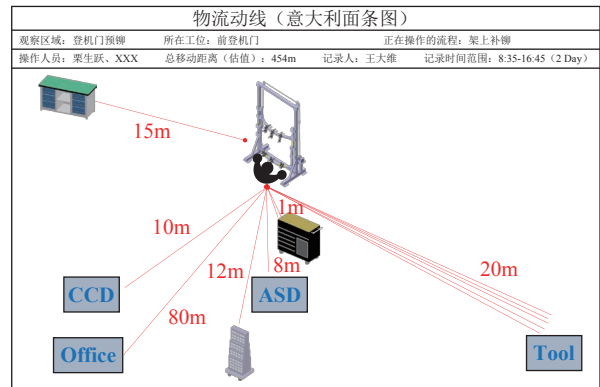 物流动线（意大利面条图）
观察区域：登机门预铆 所在工位：前登机门 正在操作的流程：架上补铆
操作人员：栗生跃、XXX 总移动距离（估值）：454m 记录人：王大维 记录时间范围：8:35-16:45（2 Day）
15m
1m
10m
12m
8m
20m
CCD
ASD
80m
Office
Tool